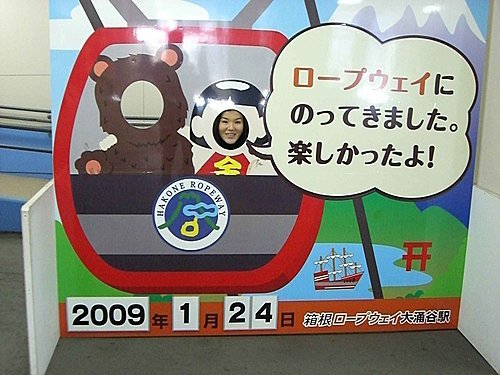 ロープウェイに
のってきました。
楽しかったよ!
金
HAKONE ROPEWAY
2009年 1月 24日
箱根ロープウェイ大涌谷駅